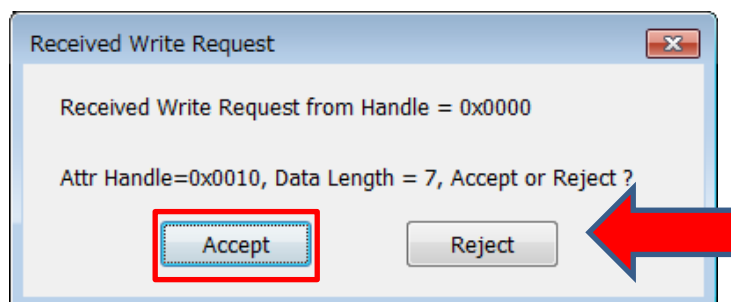 Received Write Request
Received Write Request from Handle = 0x0000
Attr Handle=0x0010, Data Length = 7, Accept or Reject ?
Accept
Reject